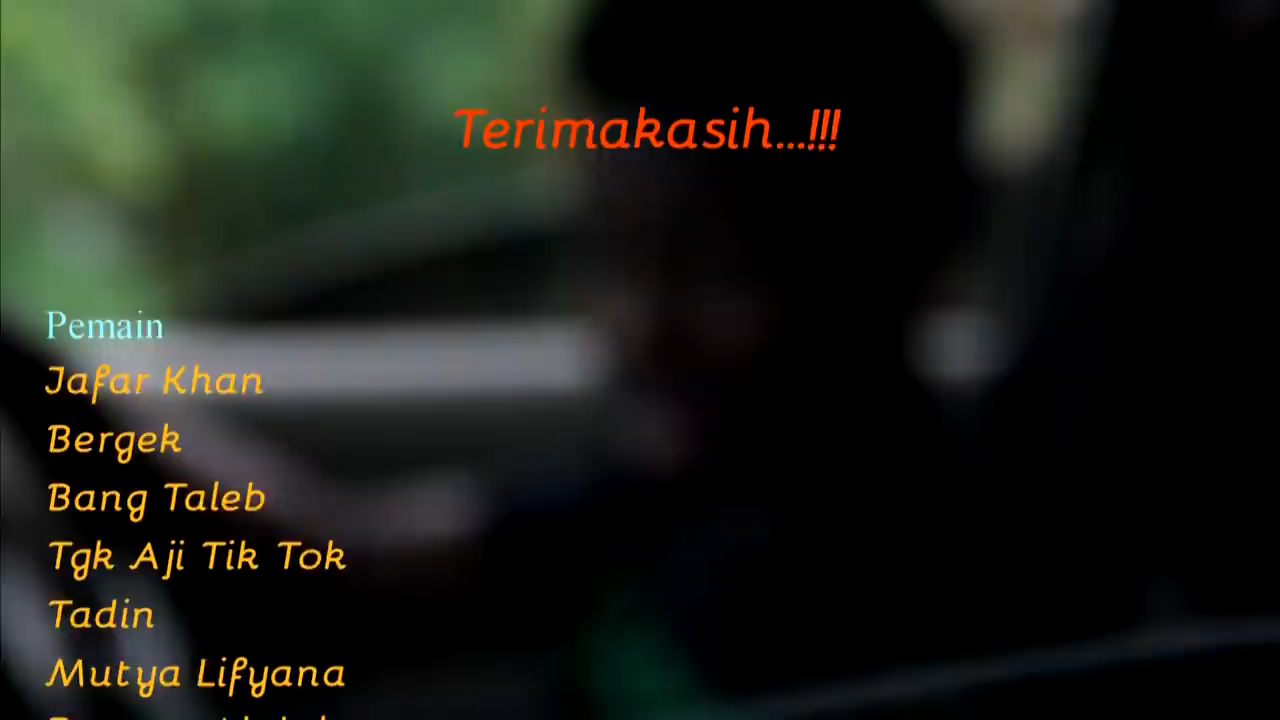 Terimakasih...!!!
Pemain
Jafar Khan
Bergek
Bang Taleb
Tgk Aji Tik Tok
Tadin
Mutya Lifyana